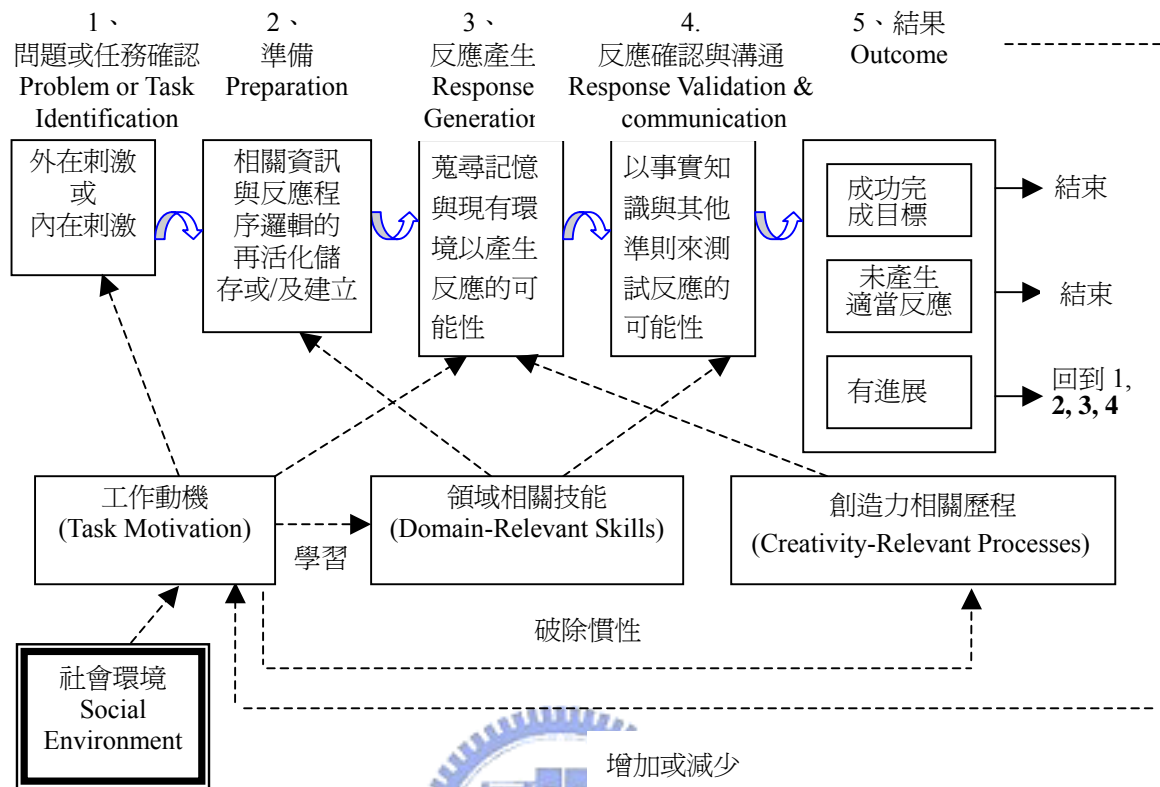 1、
問題或任務確認
Problem or Task
Identification
2、
準備
Preparation
3、
反應產生
Response
Generation
4.
反應確認與溝通
Response Validation &
communication
5、結果
Outcome
外在刺激
或
內在刺激
相關資訊
與反應程
序邏輯的
再活化儲
存或/及建立
蒐尋記憶
與現有環
境以產生
反應的可
能性
以事實知
識與其他
準則來測
試反應的
可能性
成功完
成目標
結束
未產生
適當反應
結束
有進展
回到 1,
2, 3, 4
工作動機
(Task Motivation)
學習
領域相關技能
(Domain-Relevant Skills)
創造力相關歷程
(Creativity-Relevant Processes)
破除慣性
社會環境
Social
Environment
增加或減少